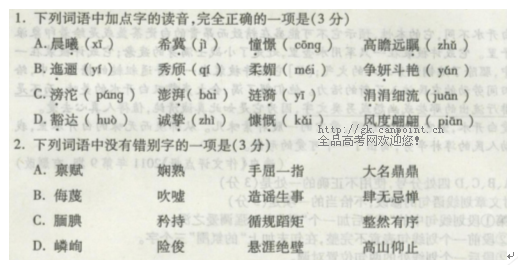 1. 下列词语中加点字的读音,完全正确的一项是(3 分)
A. 晨曦(xī) 希冀(jì) 憧憬(cōng) 高瞻远瞩(zhǔ)
B. 迤逦(yǐ) 秀颀(qí) 柔媚(méi) 争妍斗艳(yán)
C. 滂沱(pāng) 澎湃(bài) 涟漪(yī) 涓涓细流(juān)
D. 豁达(huò) 诚挚(zhì) 慷慨(kǎi) 风度翩翩(piān)
http://gk.canpoint.cn
全品高考网欢迎您!
2. 下列词语中没有错别字的一项是(3 分)
A. 禀赋 娴熟 手屈一指 大名鼎鼎
B. 侮蔑 吹嘘 造谣生事 肆无忌惮
C. 腼腆 矜持 循规蹈矩 整然有序
D. 嶙峋 险俊 悬涯绝壁 高山仰止